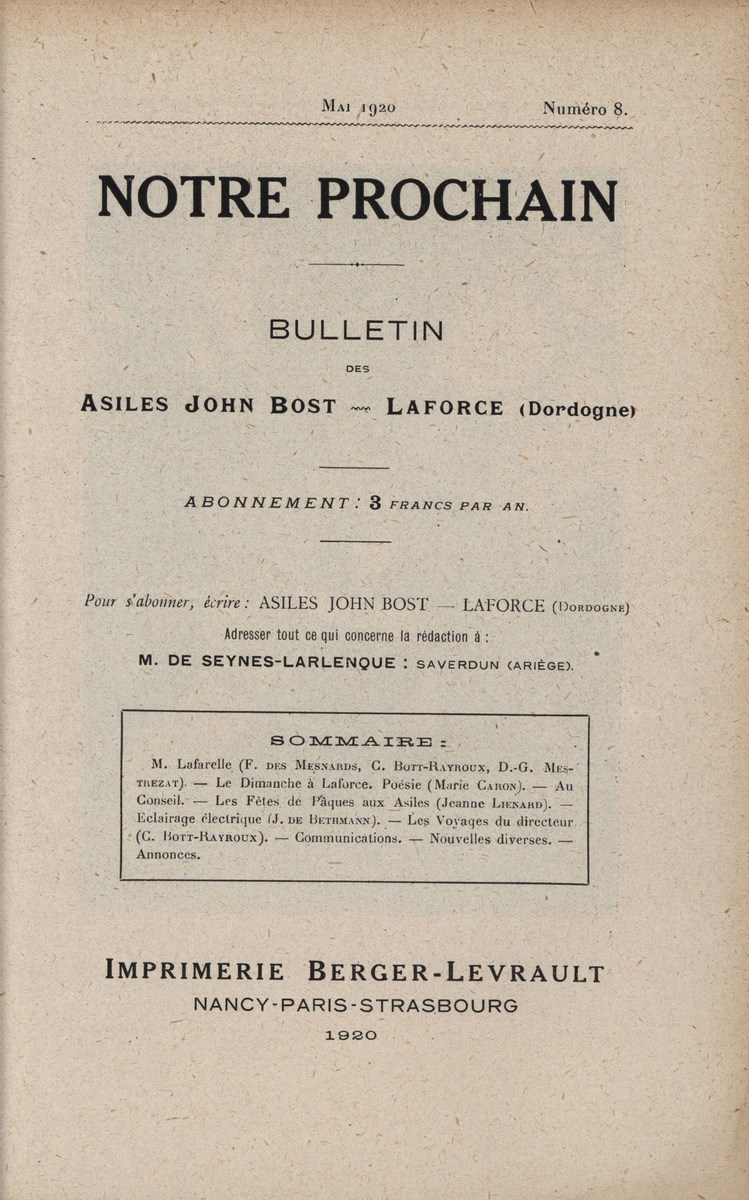 Mai 1920 Numéro 8.
NOTRE PROCHAIN
BULLETIN
DES
ASILES JOHN BOST — LAFORCE (Dordogne)
ABONNEMENT : 3 FRANCS PAR AN.
Pour s'abonner, écrire : ASILES JOHN BOST — LAFORCE (DORDOGNE)
Adresser tout ce qui concerne la rédaction à :
M. DE SEYNES-LARLENQUE : SAVERDUN (ARIÈGE).
SOMMAIRE :
M. Lafarelle (F. DES MESNARDS, C. BOTT-RAYROUX, D.-G. MES-
TREZAT). — Le Dimanche à Laforce. Poésie (Marie CARON). — Au
Conseil. — Les Fêtes de Pâques aux Asiles (Jeanne LIENARD). —
Eclairage électrique (J. DE BETHMANN). — Les Voyages du directeur
(C. BOTT-RAYROUX). — Communications. — Nouvelles diverses. —
Annonces.
IMPRIMERIE BERGER-LEVRAULT
NANCY-PARIS-STRASBOURG
1920